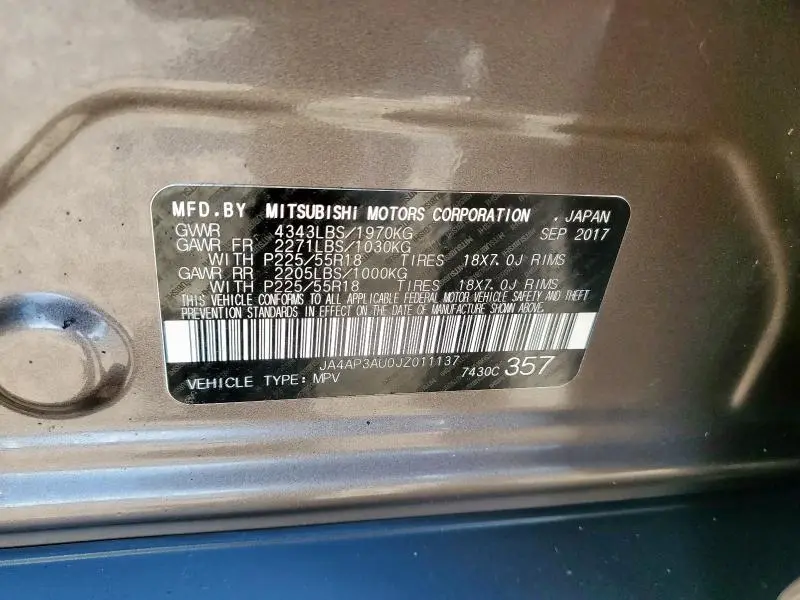 MFD.BY MITSUBISHI MOTORS CORPORATION , JAPAN
GWWR 4343LBS/1970KG SEP 2017
GAWR FR 2271LBS/1030KG
WITH P225/55R18 TIRES 18X7.0J RIMS
GAWR RR 2205LBS/1000KG
WITH P225/55R18 TIRES 18X7.0J RIMS
THIS VEHICLE CONFORMS TO ALL APPLICABLE FEDERAL MOTOR VEHICLE SAFETY AND THEFT
PREVENTION STANDARDS IN EFFECT ON THE DATE OF MANUFACTURE SHOWN ABOVE.
JA4AP3AU0JZ011137
VEHICLE TYPE:MPV 7430C 357